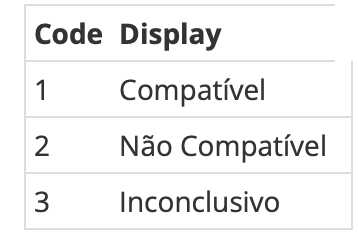 Code Display
1 Compatível
2 Não Compatível
3 Inconclusivo